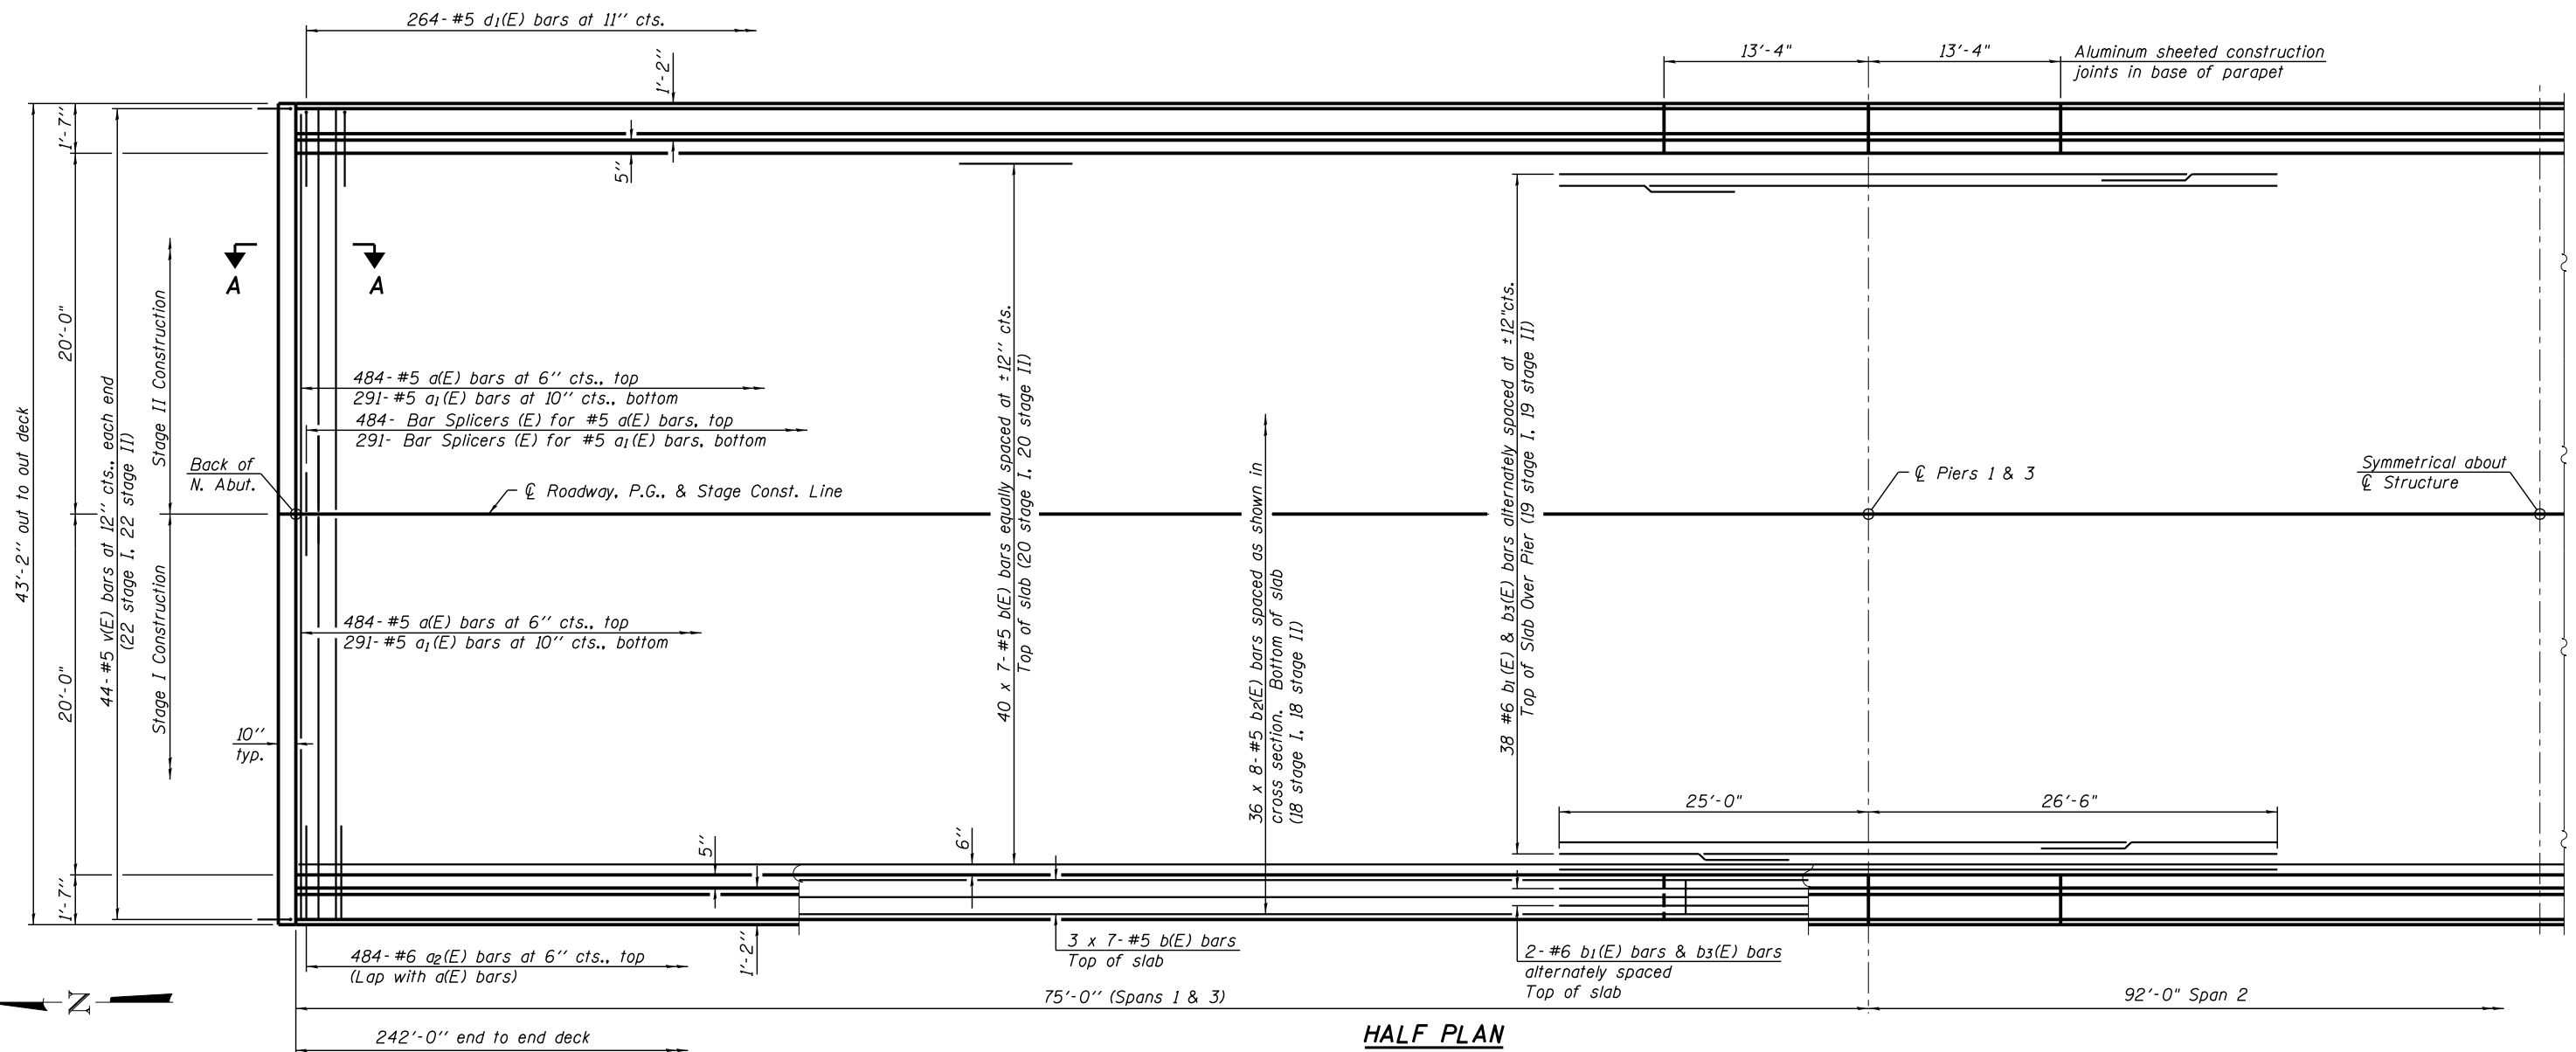 264- #5 d1(E) bars at 11'' cts.
1'-2''
13'-4"
13'-4"
Aluminum sheeted construction
joints in base of parapet
1'-7''
5''
43'-2'' out to out deck
20'-0"
44- #5 v(E) bars at 12'' cts., each end
(22 stage I, 22 stage II)
Stage II Construction
A
A
484- #5 a(E) bars at 6'' cts., top
291- #5 a1(E) bars at 10'' cts., bottom
484- Bar Splicers (E) for #5 a(E) bars, top
291- Bar Splicers (E) for #5 a1(E) bars, bottom
Back of
N. Abut.
℄ Roadway, P.G., & Stage Const. Line
40 x 7- #5 b(E) bars equally spaced at ±12'' cts.
Top of slab (20 stage I, 20 stage II)
36 x 8- #5 b2(E) bars spaced as shown in
cross section. Bottom of slab
(18 stage I, 18 stage II)
38 #6 b1(E) & b3(E) bars alternately spaced at ±12"cts.
Top of Slab Over Pier (19 stage I, 19 stage II)
℄ Piers 1 & 3
Symmetrical about
℄ Structure
20'-0"
Stage I Construction
484- #5 a(E) bars at 6'' cts., top
291- #5 a1(E) bars at 10'' cts., bottom
10''
typ.
25'-0"
26'-6"
5''
6''
1'-7''
1'-2''
3 x 7- #5 b(E) bars
Top of slab
2- #6 b1(E) bars & b3(E) bars
alternately spaced
Top of slab
484- #6 a2(E) bars at 6'' cts., top
(Lap with a(E) bars)
N
75'-0'' (Spans 1 & 3)
92'-0" Span 2
242'-0'' end to end deck
HALF PLAN